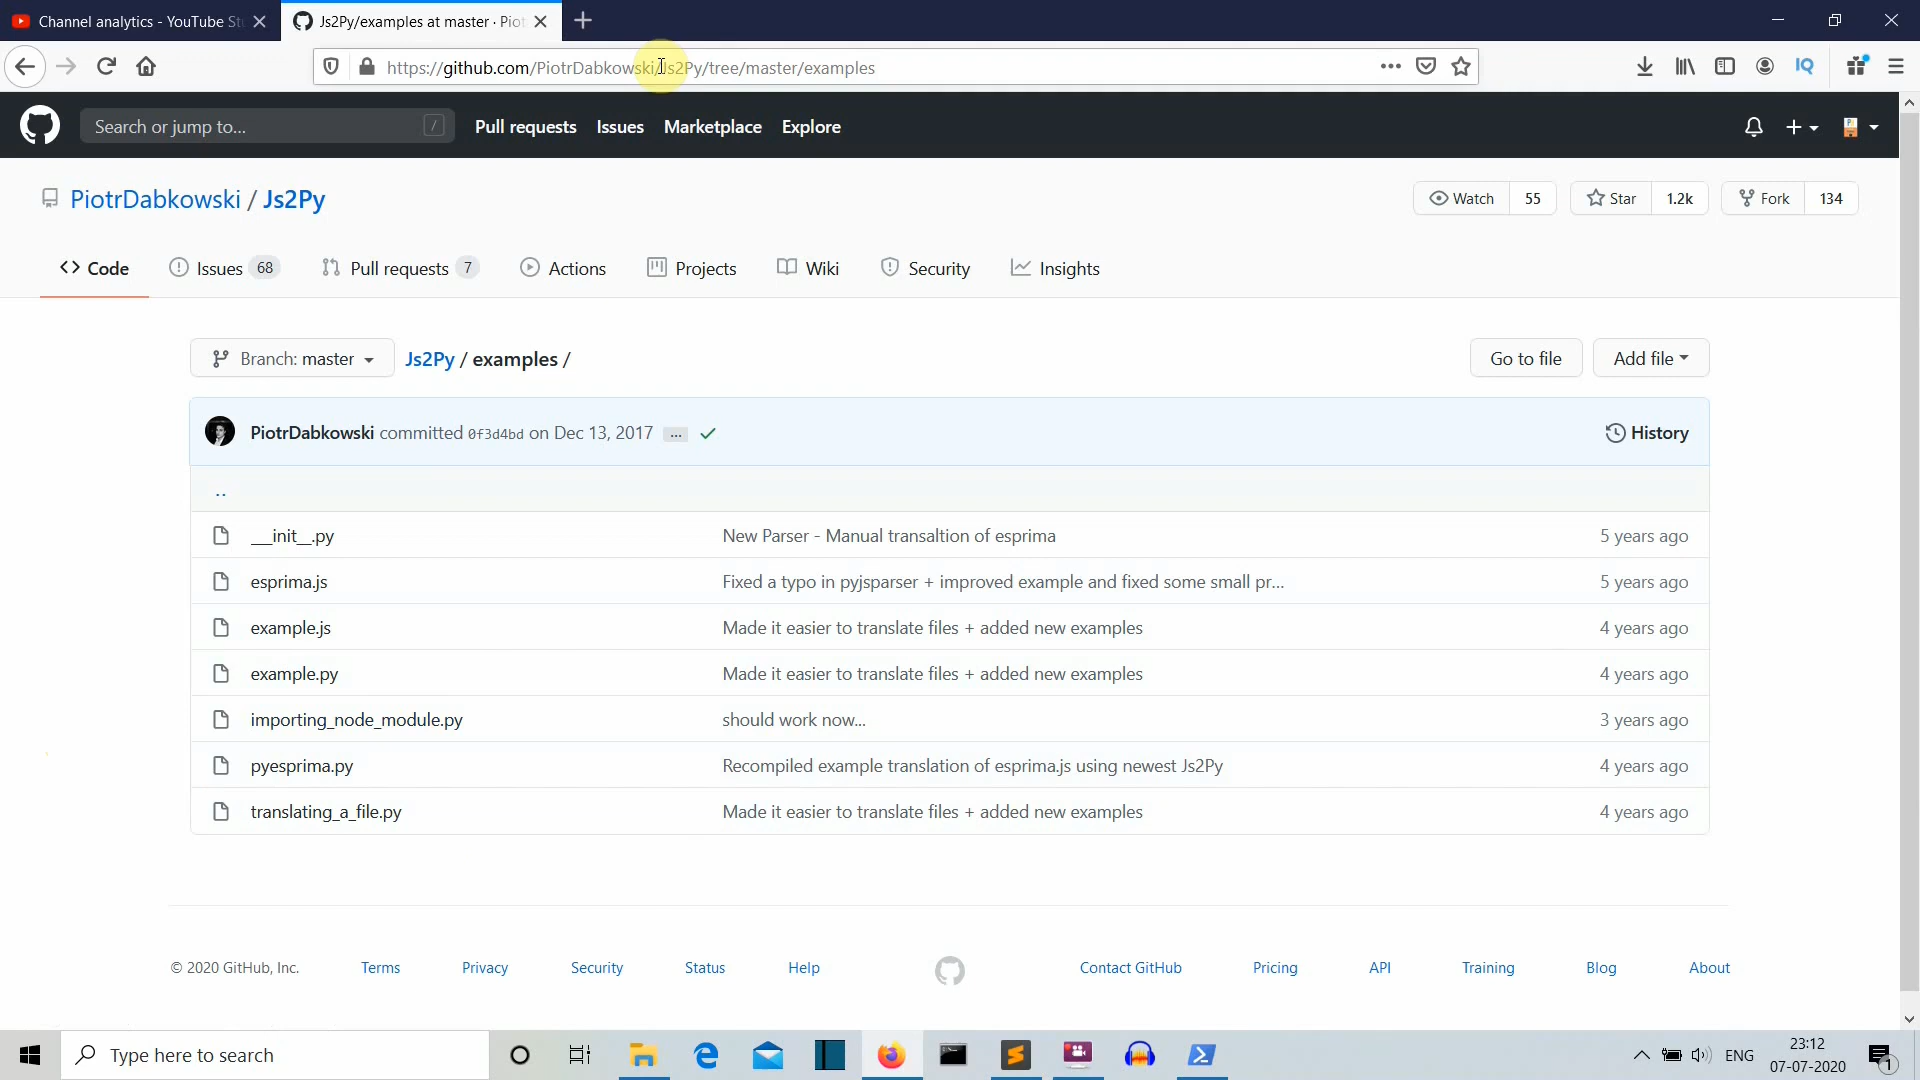 Channel analytics - YouTube St
Js2Py/examples at master · Piot
https://github.com/PiotrDabkowski/Js2Py/tree/master/examples
IQ
Search or jump to...
/
Pull requests
Issues
Marketplace
Explore
PiotrDabkowski / Js2Py
Watch 55
Star 1.2k
Fork 134
<> Code
Issues 68
Pull requests 7
Actions
Projects
Wiki
Security
Insights
Branch: master
Js2Py / examples /
Go to file
Add file
PiotrDabkowski committed 0f3d4bd on Dec 13, 2017 ...
History
..
__init__.py New Parser - Manual transaltion of esprima 5 years ago
esprima.js Fixed a typo in pyjsparser + improved example and fixed some small pr... 5 years ago
example.js Made it easier to translate files + added new examples 4 years ago
example.py Made it easier to translate files + added new examples 4 years ago
importing_node_module.py should work now... 3 years ago
pyesprima.py Recompiled example translation of esprima.js using newest Js2Py 4 years ago
translating_a_file.py Made it easier to translate files + added new examples 4 years ago
© 2020 GitHub, Inc.
Terms
Privacy
Security
Status
Help
Contact GitHub
Pricing
API
Training
Blog
About
Type here to search
ENG
23:12
07-07-2020
1